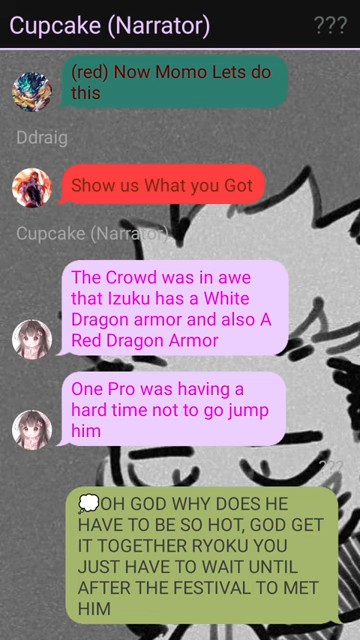 Cupcake (Narrator)
???
(red) Now Momo Lets do
this
Ddraig
Show us What you Got
Cupcake (Narrator)
The Crowd was in awe
that Izuku has a White
Dragon armor and also A
Red Dragon Armor
One Pro was having a
hard time not to go jump
him
???
💭OH GOD WHY DOES HE
HAVE TO BE SO HOT, GOD GET
IT TOGETHER RYOKU YOU
JUST HAVE TO WAIT UNTIL
AFTER THE FESTIVAL TO MET
HIM